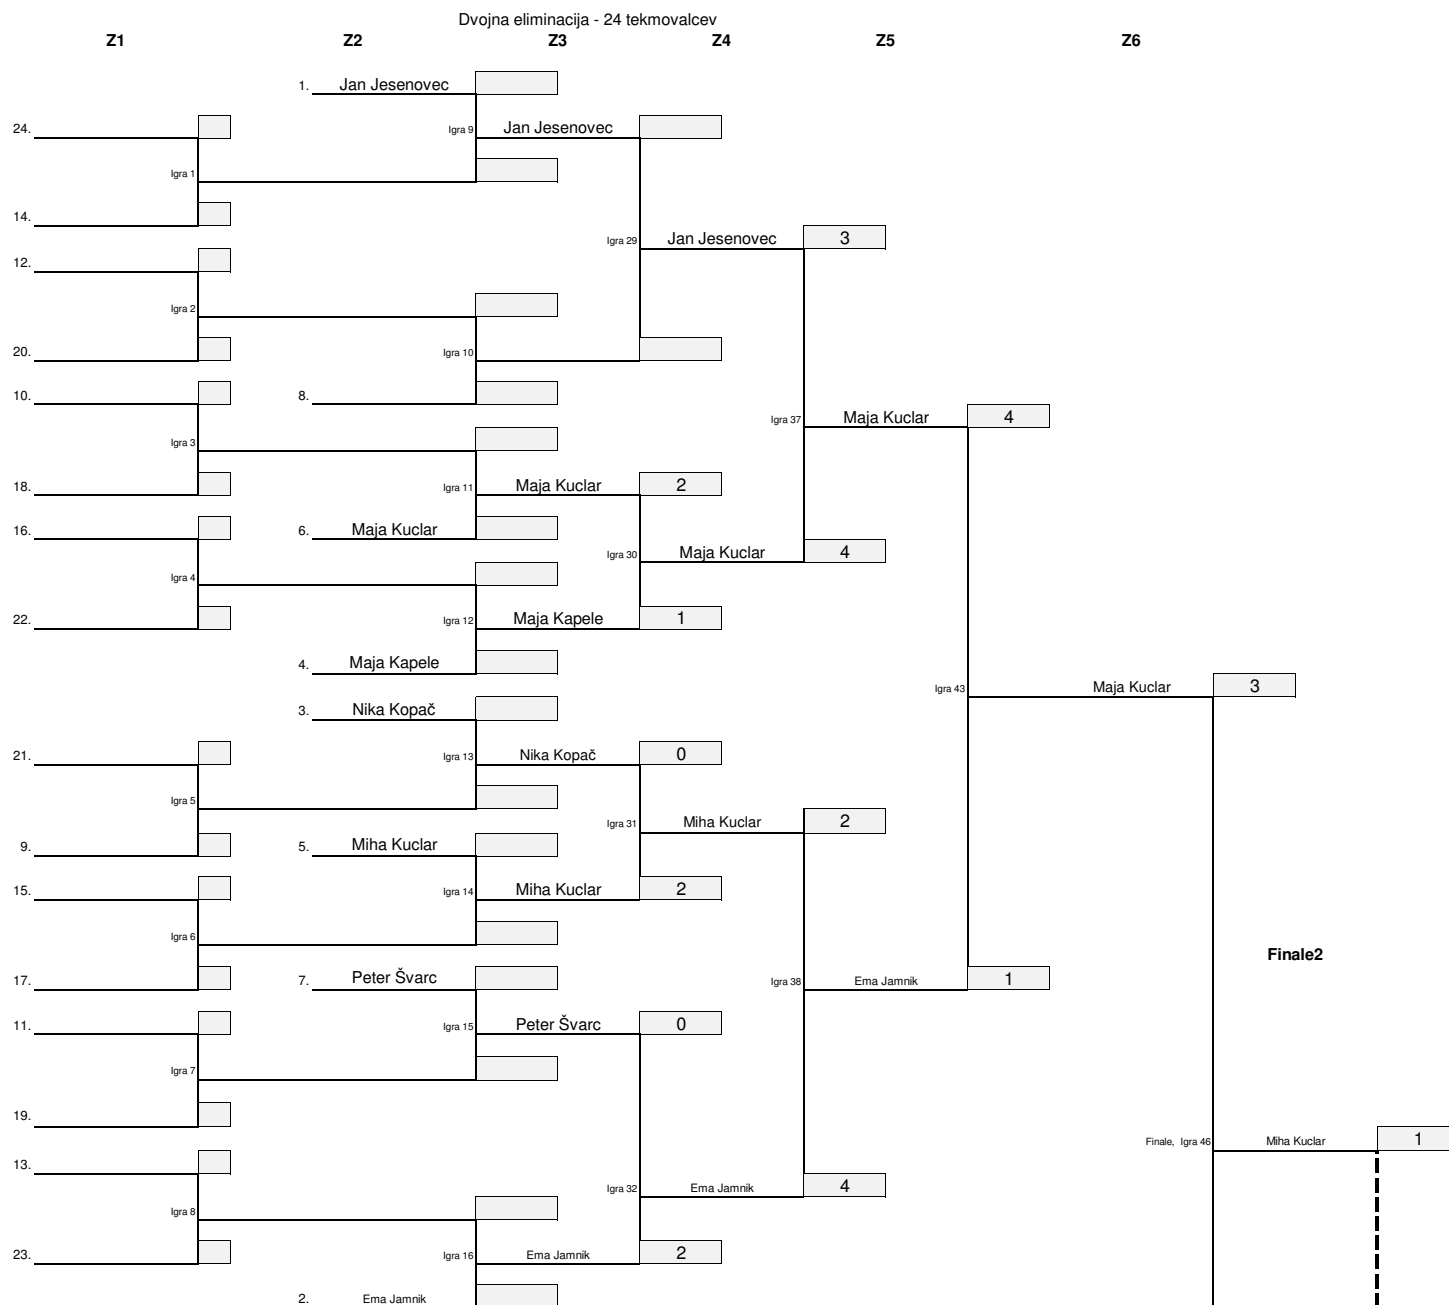 Dvojna eliminacija - 24 tekmovalcev
Z1 Z2 Z3 Z4 Z5 Z6
1. Jan Jesenovec
24. Igra 9 Jan Jesenovec
Igra 1
14.
Igra 29 Jan Jesenovec 3
12.
Igra 2
20. Igra 10
10. 8.
Igra 37 Maja Kuclar 4
Igra 3
18. Igra 11 Maja Kuclar 2
16. 6. Maja Kuclar
Igra 30 Maja Kuclar 4
Igra 4
22. Igra 12 Maja Kapele 1
4. Maja Kapele
Igra 43 Maja Kuclar 3
3. Nika Kopač
21. Igra 13 Nika Kopač 0
Igra 5
Igra 31 Miha Kuclar 2
9. 5. Miha Kuclar
15. Igra 14 Miha Kuclar 2
Igra 6
Finale2
17. 7. Peter Švarc
Igra 38 Ema Jamnik 1
11. Igra 15 Peter Švarc 0
Igra 7
19.
Finale, Igra 46 Miha Kuclar 1
13.
Igra 32 Ema Jamnik 4
Igra 8
23. Igra 16 Ema Jamnik 2
2. Ema Jamnik